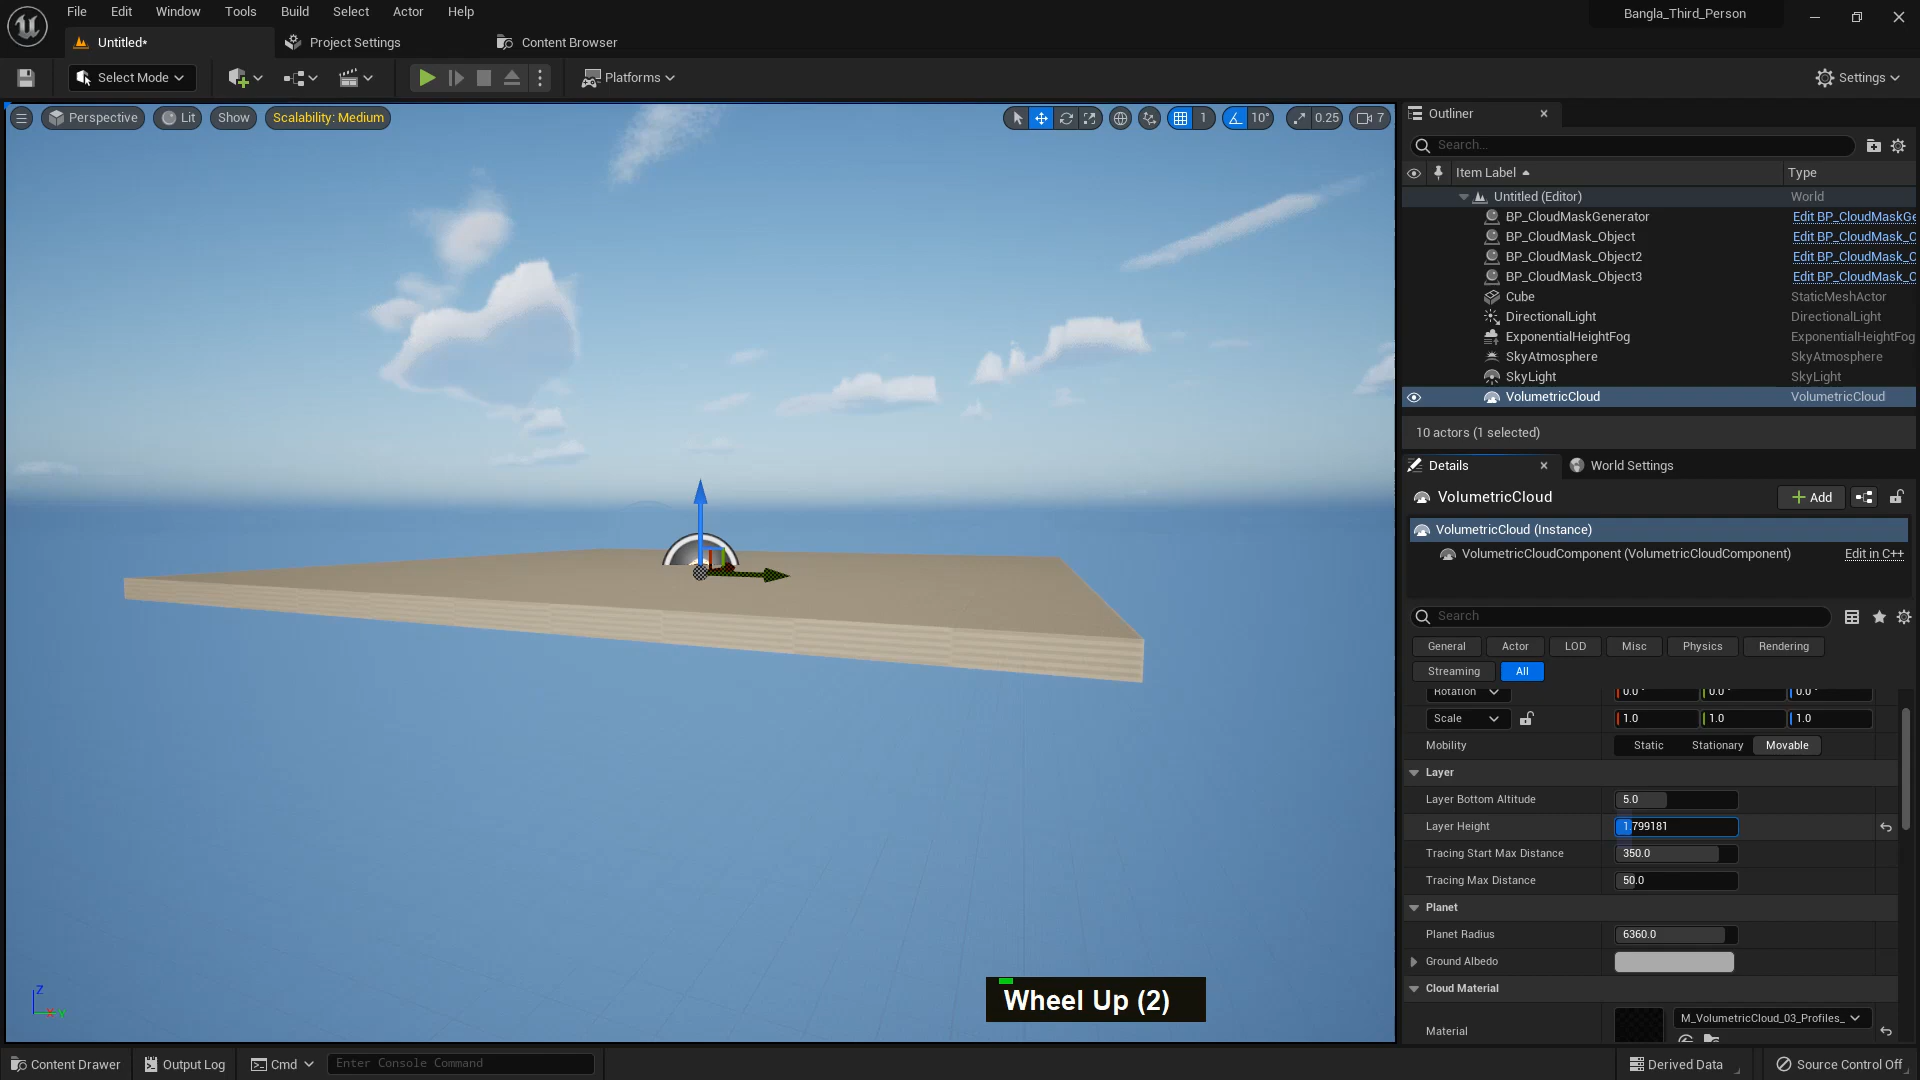 File Edit Window Tools Build Select Actor Help
Bangla_Third_Person
Untitled* Project Settings Content Browser
Select Mode Platforms Settings
Perspective Lit Show Scalability: Medium 1 10° 0.25 7
Outliner
Search...
Item Label Type
Untitled (Editor) World
BP_CloudMaskGenerator Edit BP_CloudMaskGe
BP_CloudMask_Object Edit BP_CloudMask_O
BP_CloudMask_Object2 Edit BP_CloudMask_O
BP_CloudMask_Object3 Edit BP_CloudMask_O
Cube StaticMeshActor
DirectionalLight DirectionalLight
ExponentialHeightFog ExponentialHeightFog
SkyAtmosphere SkyAtmosphere
SkyLight SkyLight
VolumetricCloud VolumetricCloud
10 actors (1 selected)
Details World Settings
VolumetricCloud Add
VolumetricCloud (Instance)
VolumetricCloudComponent (VolumetricCloudComponent) Edit in C++
Search
General Actor LOD Misc Physics Rendering
Streaming All
Rotation 0.0° 0.0° 0.0°
Scale 1.0 1.0 1.0
Mobility Static Stationary Movable
Layer
Layer Bottom Altitude 5.0
Layer Height 1.799181
Tracing Start Max Distance 350.0
Tracing Max Distance 50.0
Planet
Planet Radius 6360.0
Ground Albedo
Cloud Material
Material M_VolumetricCloud_03_Profiles_
Z
X Y
Wheel Up (2)
Content Drawer Output Log Cmd Enter Console Command Derived Data Source Control Off